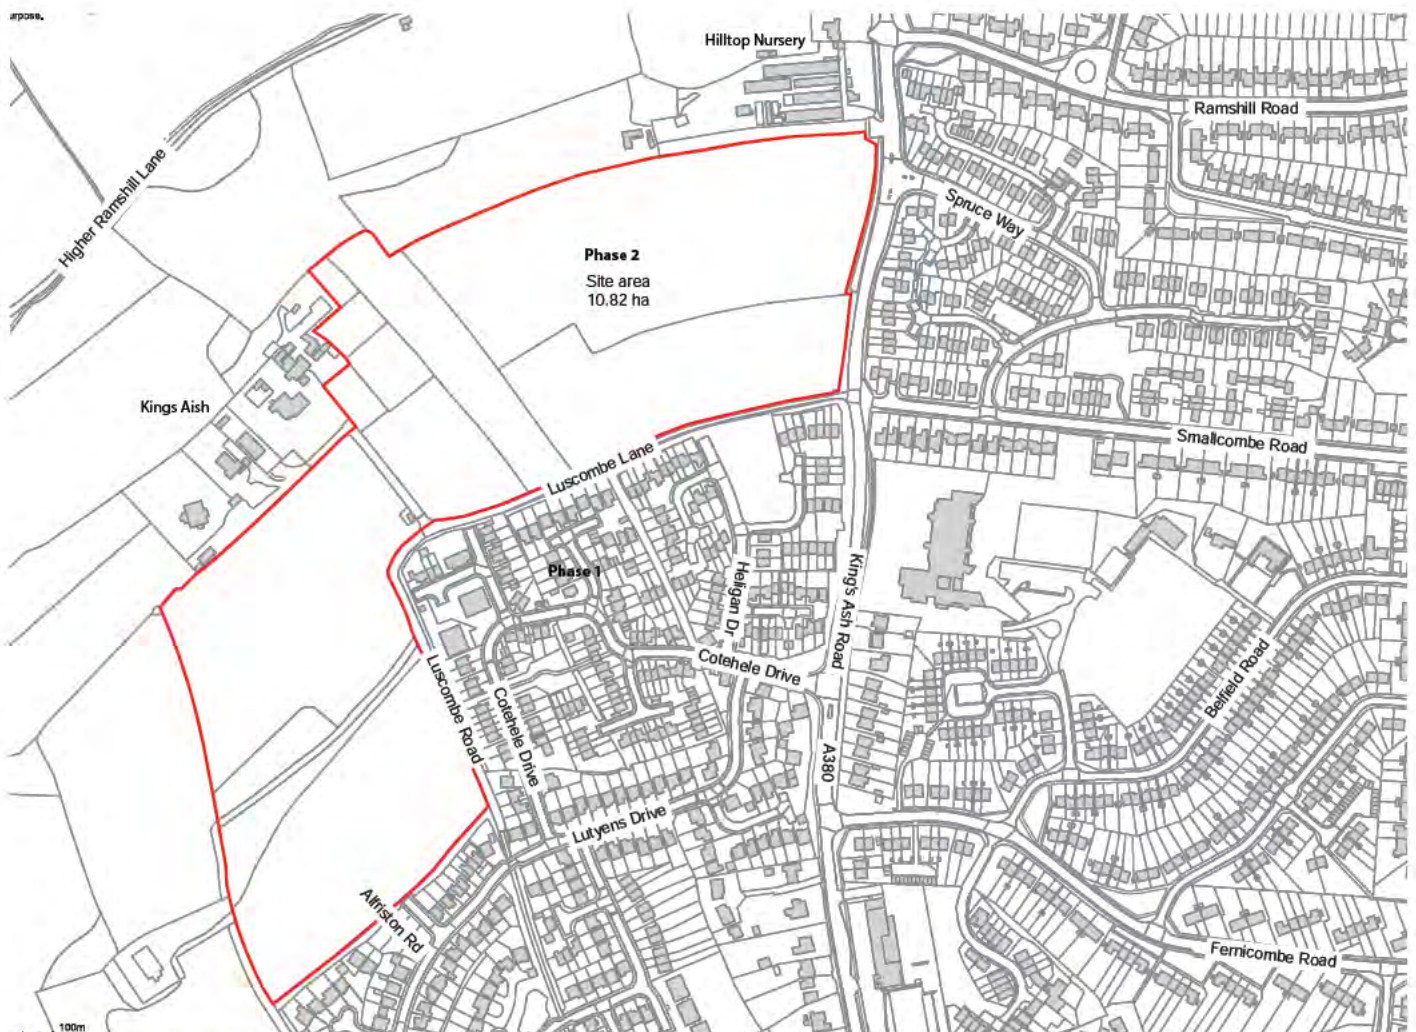 urpose.
Hilltop Nursery
Ramshill Road
Higher Ramshill Lane
Spruce Way
Phase 2
Site area
10.82 ha
Kings Aish
Smallcombe Road
Luscombe Lane
Phase 1
Heligan Dr
King's Ash Road
Cotehele Drive
Belfield Road
Luscombe Road
Cotehele Drive
A380
Lutyens Drive
Alfriston Rd
Fernicombe Road
100m